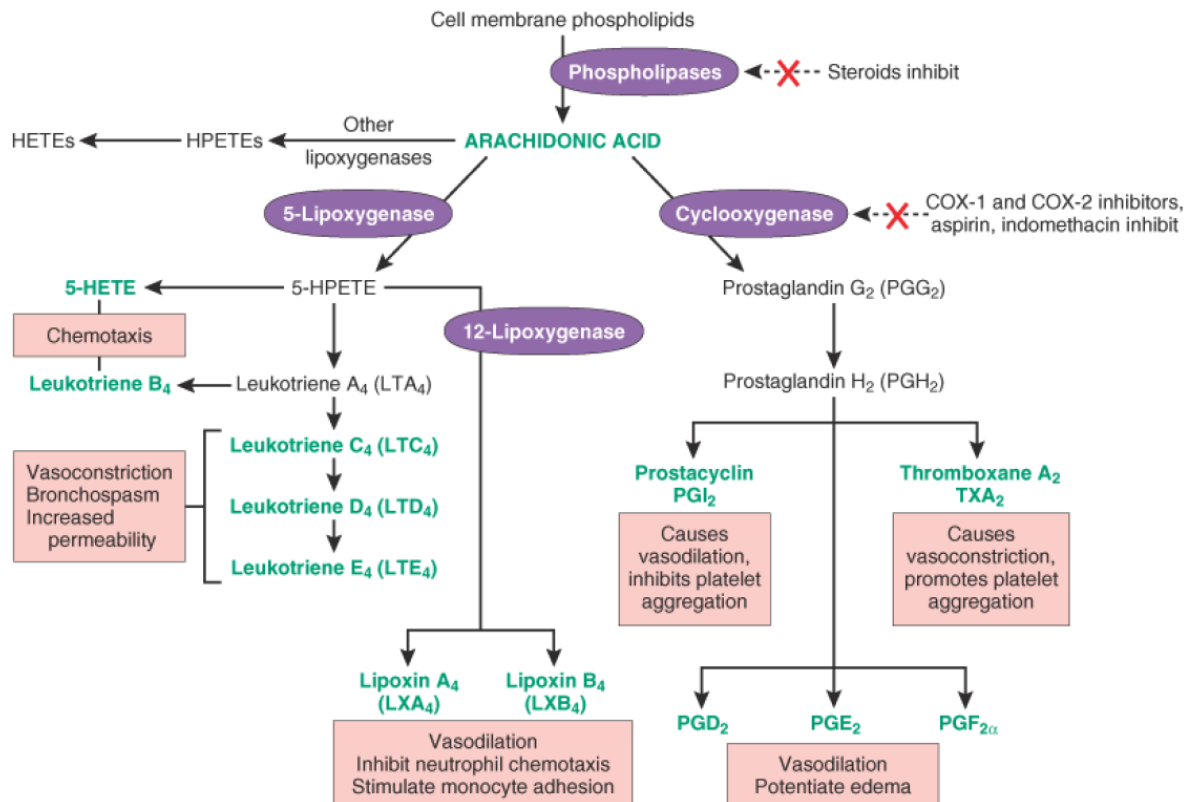 Cell membrane phospholipids
Phospholipases
Steroids inhibit
HETEs
HPETEs
Other
lipoxygenases
ARACHIDONIC ACID
5-Lipoxygenase
Cyclooxygenase
COX-1 and COX-2 inhibitors,
aspirin, indomethacin inhibit
5-HETE
5-HPETE
Prostaglandin G₂ (PGG₂)
Chemotaxis
12-Lipoxygenase
Leukotriene B₄
Leukotriene A₄ (LTA₄)
Prostaglandin H₂ (PGH₂)
Vasoconstriction
Bronchospasm
Increased
permeability
Leukotriene C₄ (LTC₄)
Leukotriene D₄ (LTD₄)
Leukotriene E₄ (LTE₄)
Prostacyclin
PGI₂
Causes
vasodilation,
inhibits platelet
aggregation
Thromboxane A₂
TXA₂
Causes
vasoconstriction,
promotes platelet
aggregation
Lipoxin A₄
(LXA₄)
Lipoxin B₄
(LXB₄)
Vasodilation
Inhibit neutrophil chemotaxis
Stimulate monocyte adhesion
PGD₂
PGE₂
PGF₂α
Vasodilation
Potentiate edema